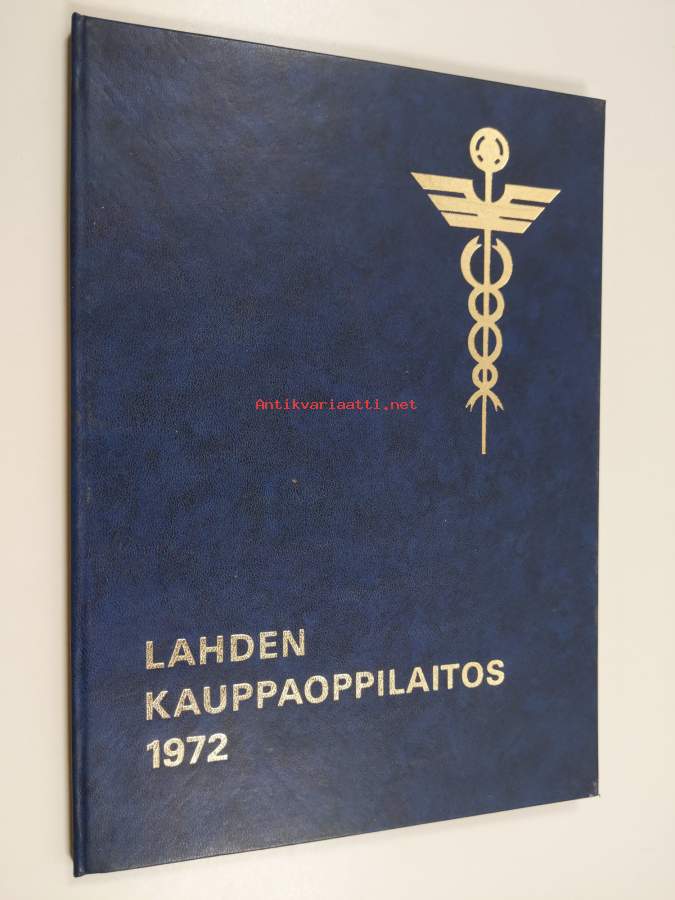 Antikvariaatti.net
LAHDEN
KAUPPAOPPILAITOS
1972